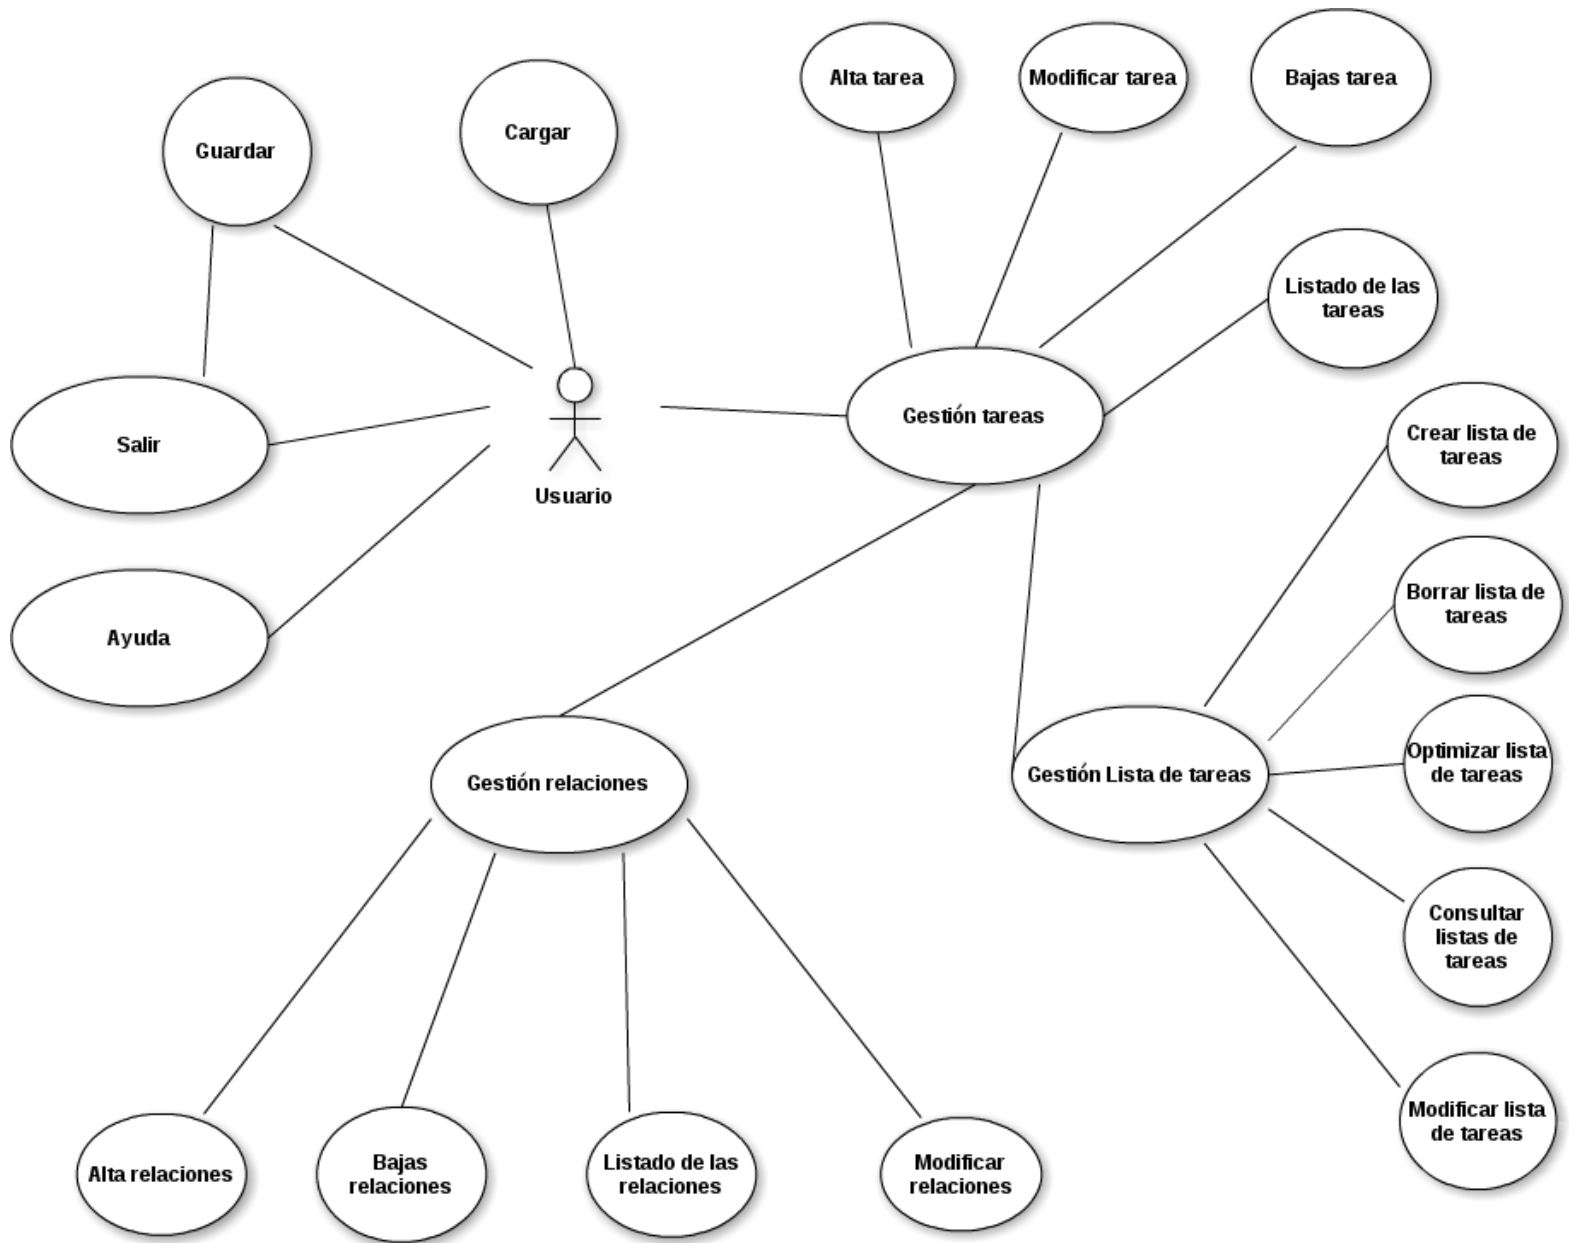 Alta tarea
Modificar tarea
Bajas tarea
Cargar
Guardar
Listado de las
tareas
Gestión tareas
Crear lista de
tareas
Salir
Usuario
Borrar lista de
tareas
Ayuda
Optimizar lista
de tareas
Gestión relaciones
Gestión Lista de tareas
Consultar
listas de
tareas
Modificar lista
de tareas
Alta relaciones
Bajas
relaciones
Listado de las
relaciones
Modificar
relaciones